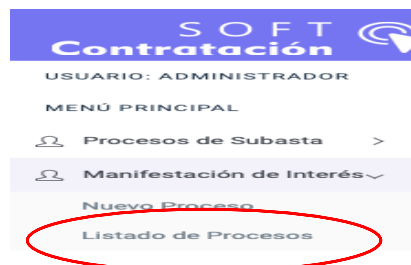 SOFT
Contratación
USUARIO: ADMINISTRADOR
MENÚ PRINCIPAL
Procesos de Subasta >
Manifestación de Interés
Nuevo Proceso
Listado de Procesos